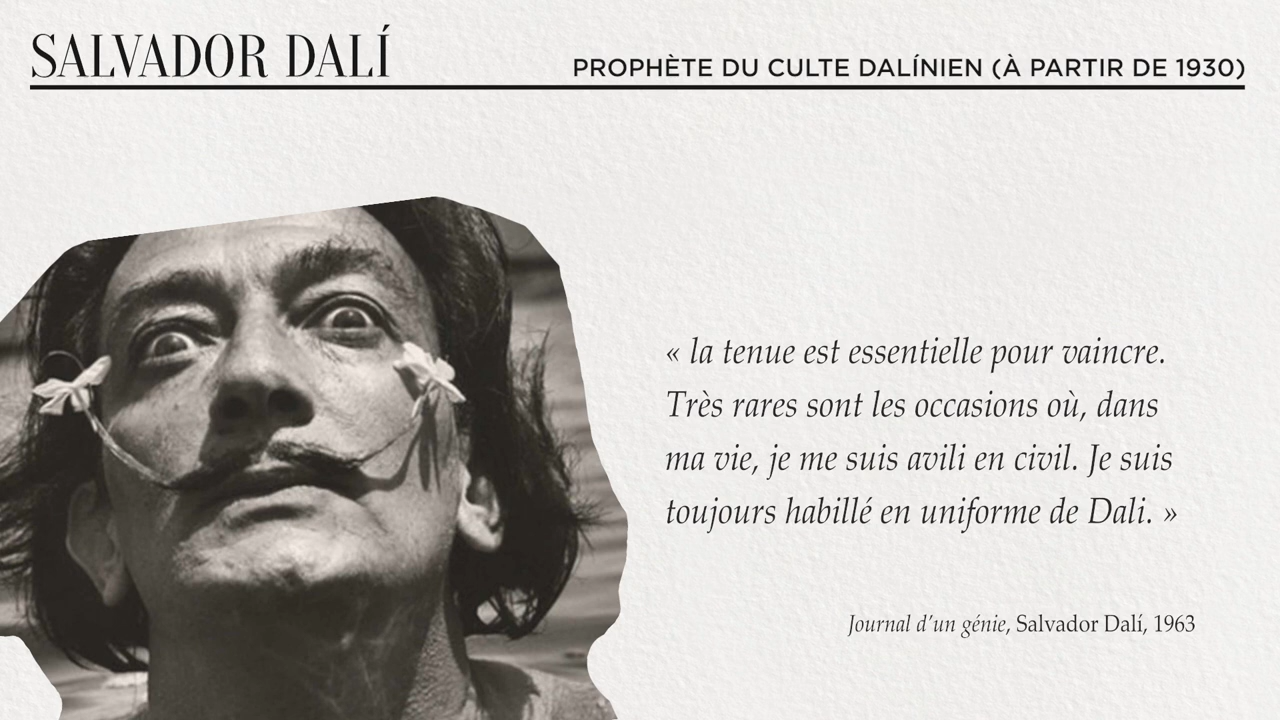 SALVADOR DALÍ
PROPHÈTE DU CULTE DALÍNIEN (À PARTIR DE 1930)
« la tenue est essentielle pour vaincre.
Très rares sont les occasions où, dans
ma vie, je me suis avili en civil. Je suis
toujours habillé en uniforme de Dali. »
Journal d’un génie, Salvador Dalí, 1963